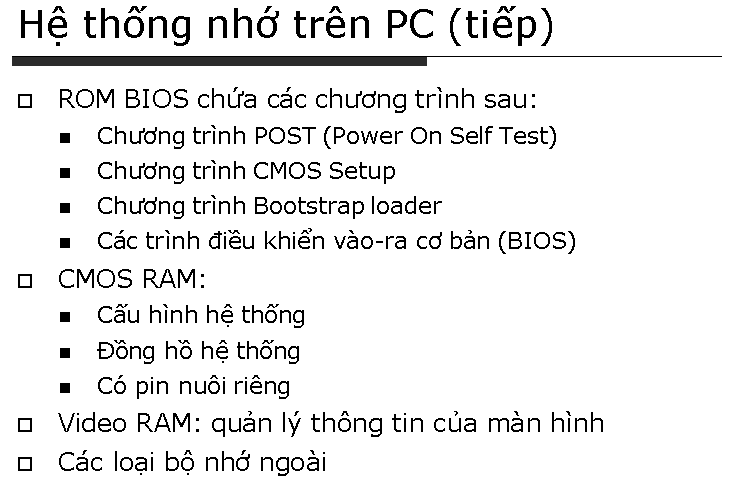 Hệ thống nhớ trên PC (tiếp)
ROM BIOS chứa các chương trình sau:
Chương trình POST (Power On Self Test)
Chương trình CMOS Setup
Chương trình Bootstrap loader
Các trình điều khiển vào-ra cơ bản (BIOS)
CMOS RAM:
Cấu hình hệ thống
Đồng hồ hệ thống
Có pin nuôi riêng
Video RAM: quản lý thông tin của màn hình
Các loại bộ nhớ ngoài